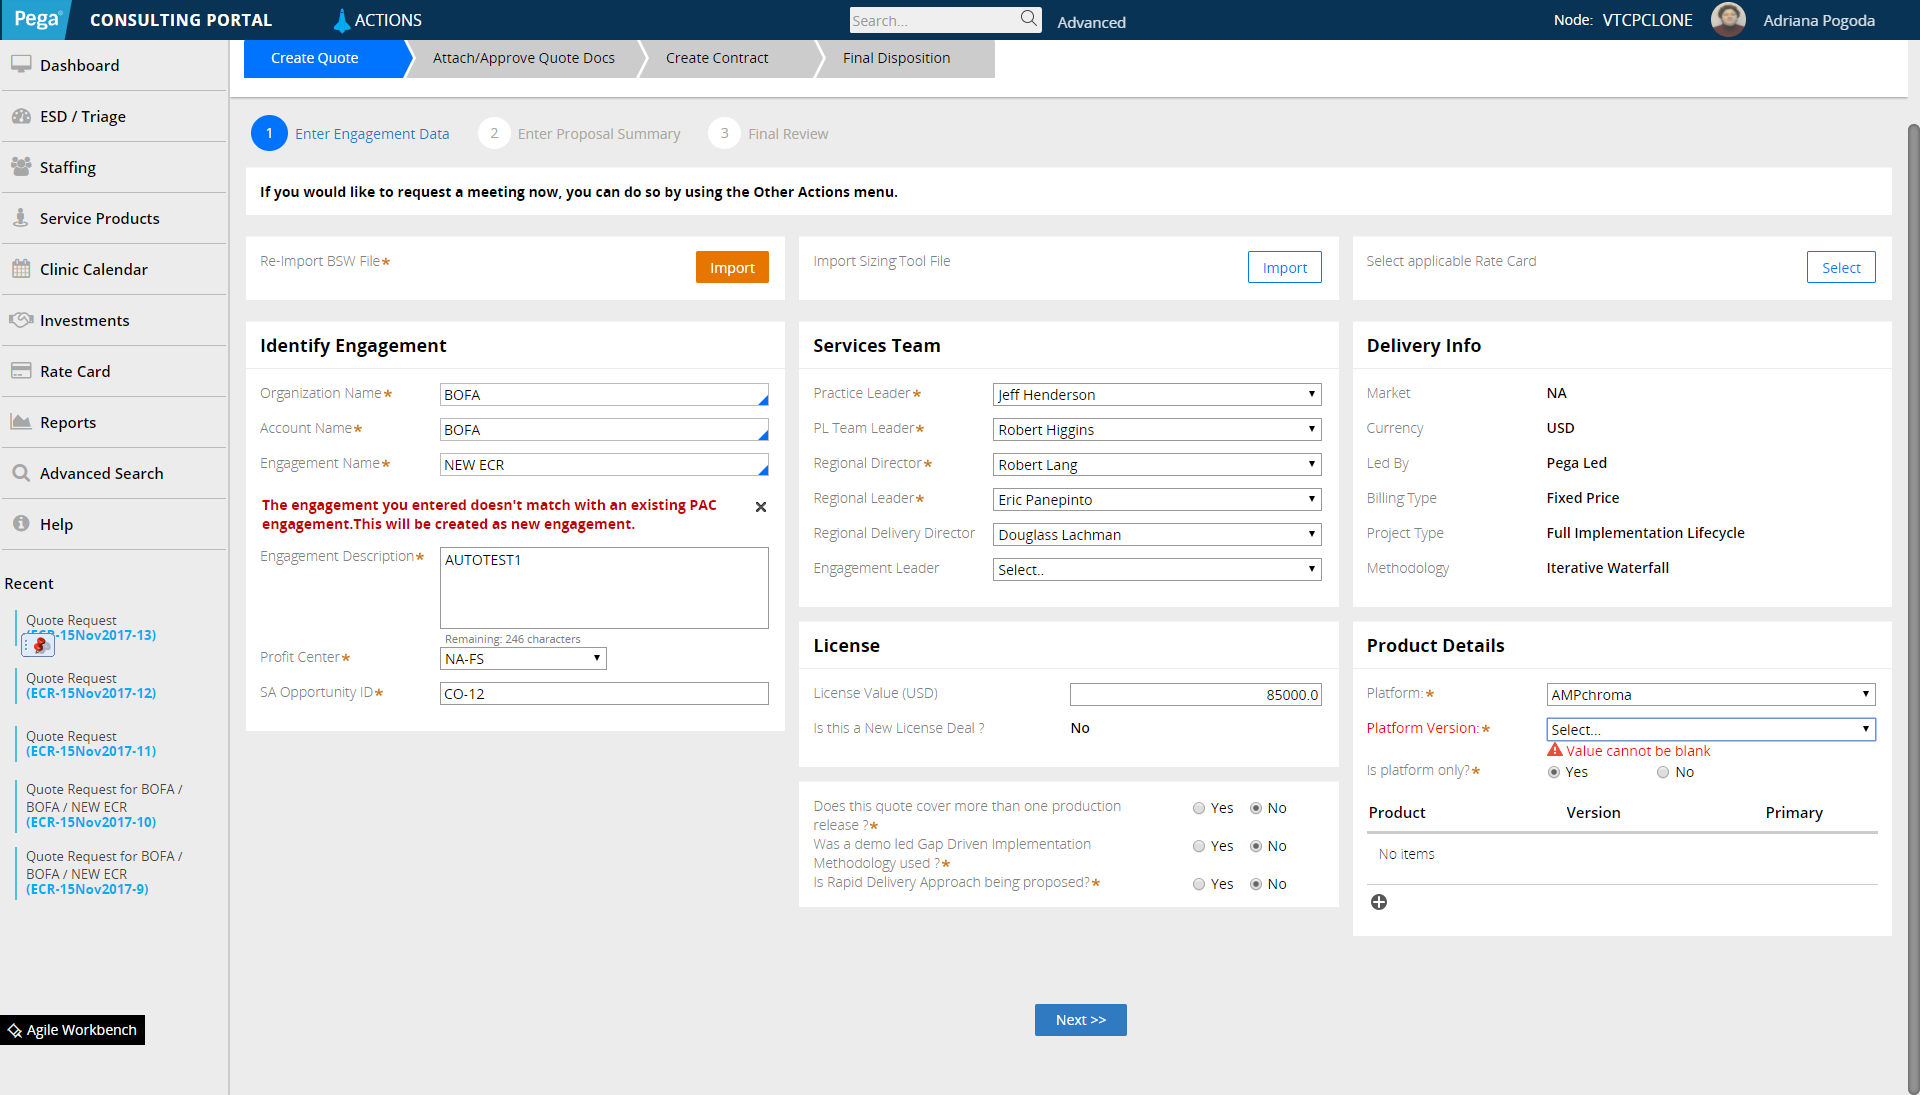 Pega
CONSULTING PORTAL
ACTIONS
Search...
Advanced
Node: VTCPCLONE
Adriana Pogoda
Dashboard
ESD / Triage
Staffing
Service Products
Clinic Calendar
Investments
Rate Card
Reports
Advanced Search
Help
Recent
Quote Request
(ECR-15Nov2017-13)
Quote Request
(ECR-15Nov2017-12)
Quote Request
(ECR-15Nov2017-11)
Quote Request for BOFA /
BOFA / NEW ECR
(ECR-15Nov2017-10)
Quote Request for BOFA /
BOFA / NEW ECR
(ECR-15Nov2017-9)
Agile Workbench
Create Quote
Attach/Approve Quote Docs
Create Contract
Final Disposition
1 Enter Engagement Data
2 Enter Proposal Summary
3 Final Review
If you would like to request a meeting now, you can do so by using the Other Actions menu.
Re-Import BSW File* Import
Import Sizing Tool File Import
Select applicable Rate Card Select
Identify Engagement
Organization Name* BOFA
Account Name* BOFA
Engagement Name* NEW ECR
The engagement you entered doesn't match with an existing PAC
engagement.This will be created as new engagement.
Engagement Description* AUTOTEST1
Remaining: 246 characters
Profit Center* NA-FS
SA Opportunity ID* CO-12
Services Team
Practice Leader* Jeff Henderson
PL Team Leader* Robert Higgins
Regional Director* Robert Lang
Regional Leader* Eric Panepinto
Regional Delivery Director Douglass Lachman
Engagement Leader Select..
License
License Value (USD) 85000.0
Is this a New License Deal ? No
Does this quote cover more than one production
release ?* Yes No
Was a demo led Gap Driven Implementation
Methodology used ?* Yes No
Is Rapid Delivery Approach being proposed?* Yes No
Delivery Info
Market NA
Currency USD
Led By Pega Led
Billing Type Fixed Price
Project Type Full Implementation Lifecycle
Methodology Iterative Waterfall
Product Details
Platform:* AMPchroma
Platform Version:* Select...
Value cannot be blank
Is platform only?* Yes No
Product Version Primary
No items
Next >>